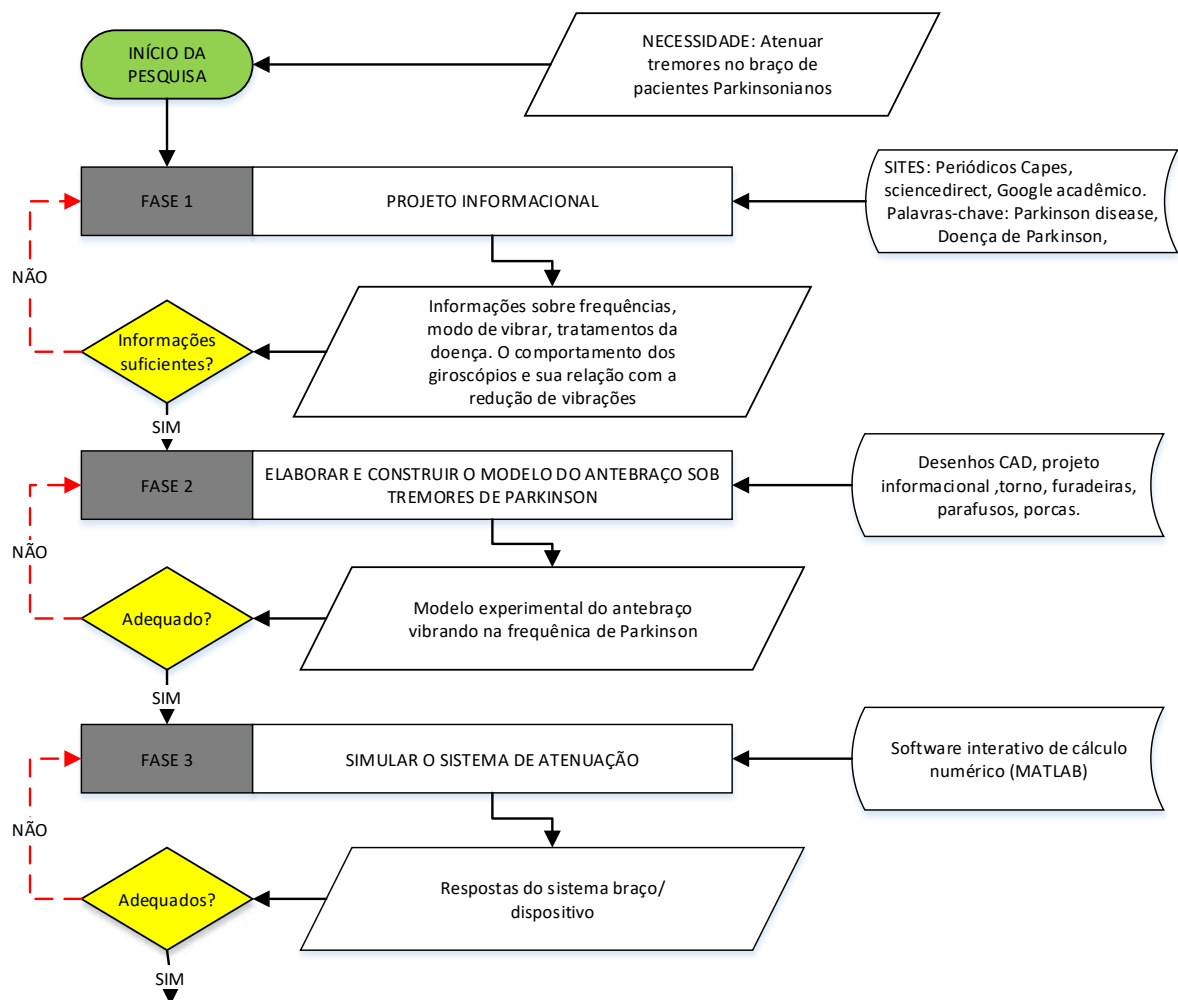 INÍCIO DA
PESQUISA
NECESSIDADE: Atenuar
tremores no braço de
pacientes Parkinsonianos
FASE 1
PROJETO INFORMACIONAL
SITES: Periódicos Capes,
sciencedirect, Google acadêmico.
Palavras-chave: Parkinson disease,
Doença de Parkinson,
NÃO
Informações
suficientes?
Informações sobre frequências,
modo de vibrar, tratamentos da
doença. O comportamento dos
giroscópios e sua relação com a
redução de vibrações
SIM
FASE 2
ELABORAR E CONSTRUIR O MODELO DO ANTEBRAÇO SOB
TREMORES DE PARKINSON
Desenhos CAD, projeto
informacional ,torno, furadeiras,
parafusos, porcas.
NÃO
Adequado?
Modelo experimental do antebraço
vibrando na frequênica de Parkinson
SIM
FASE 3
SIMULAR O SISTEMA DE ATENUAÇÃO
Software interativo de cálculo
numérico (MATLAB)
NÃO
Adequados?
Respostas do sistema braço/
dispositivo
SIM